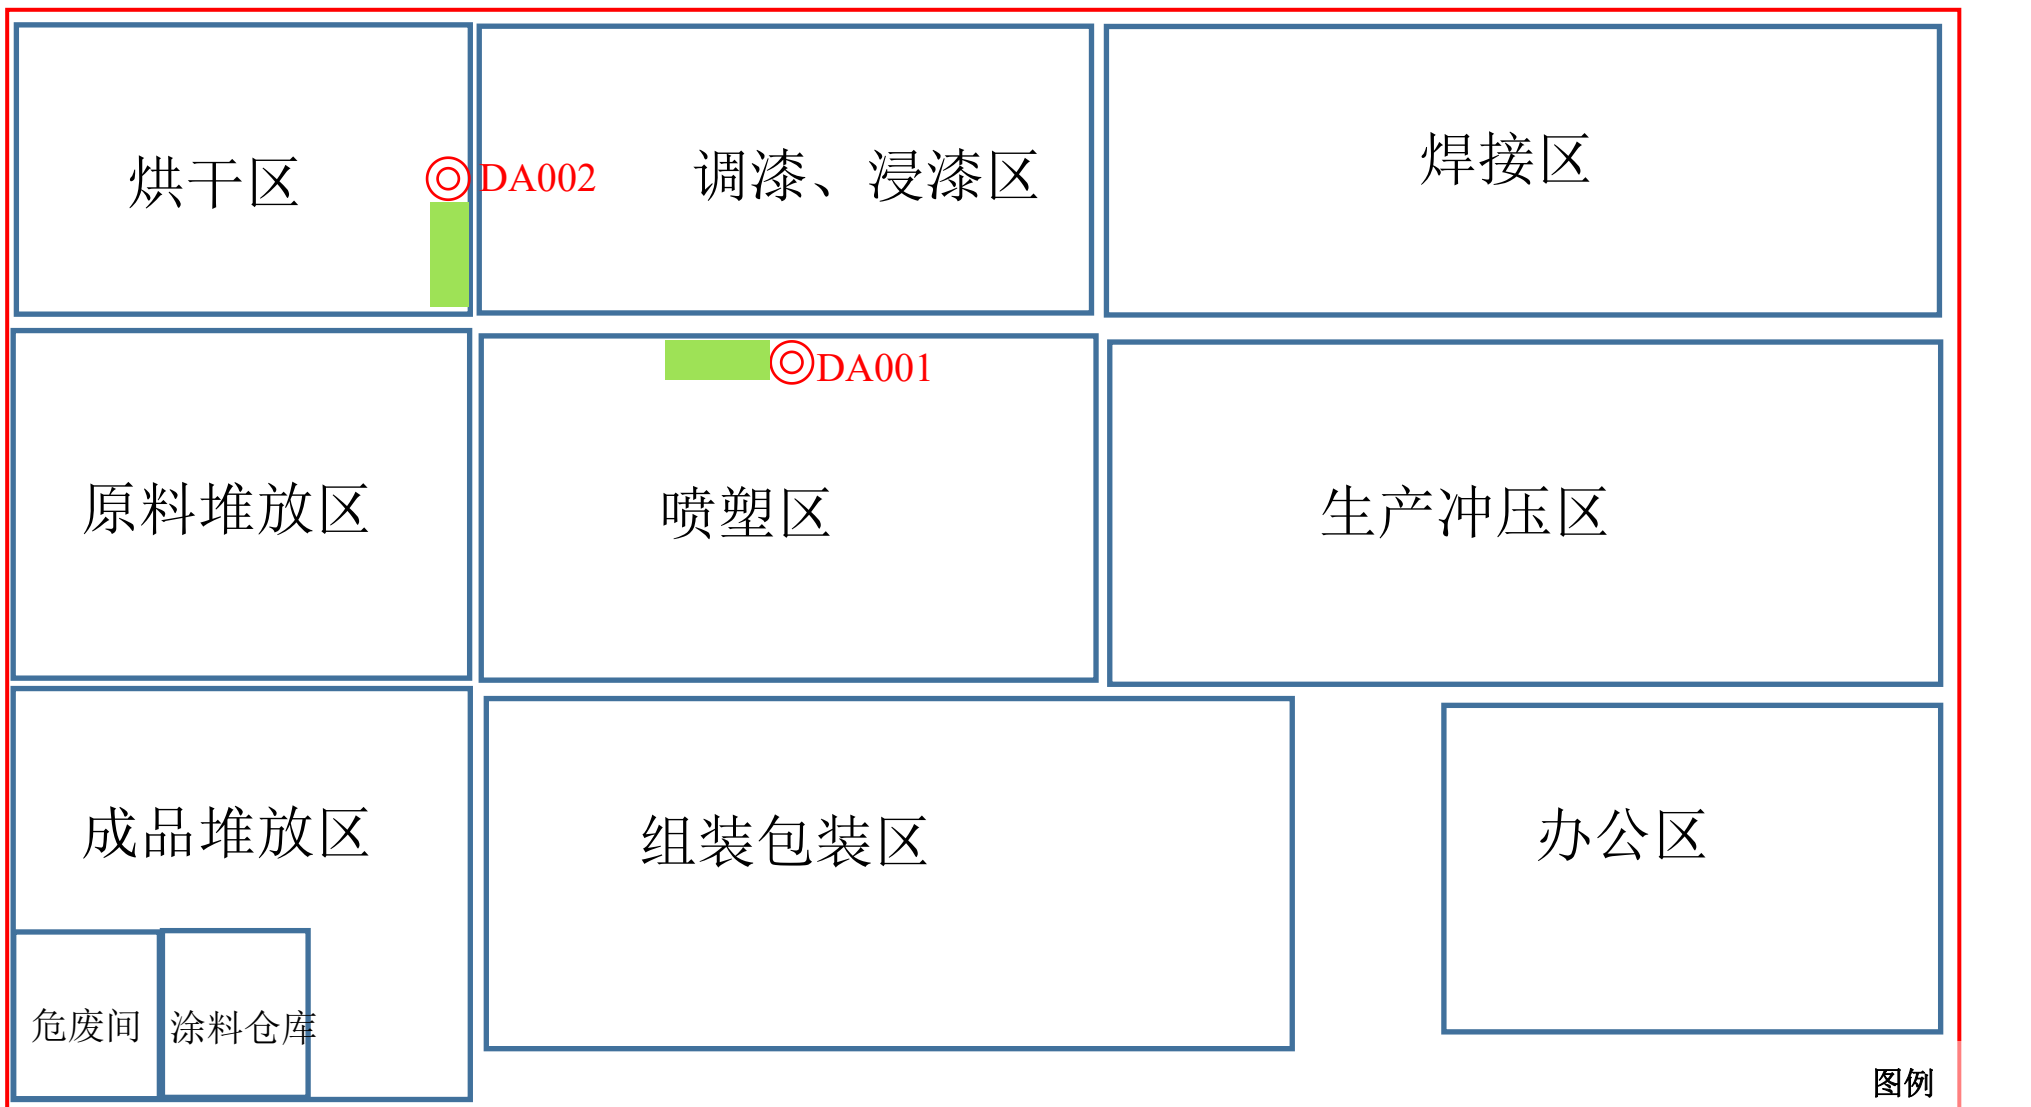 烘干区
DA002
调漆、浸漆区
焊接区
DA001
原料堆放区
喷塑区
生产冲压区
成品堆放区
组装包装区
办公区
危废间
涂料仓库
图例